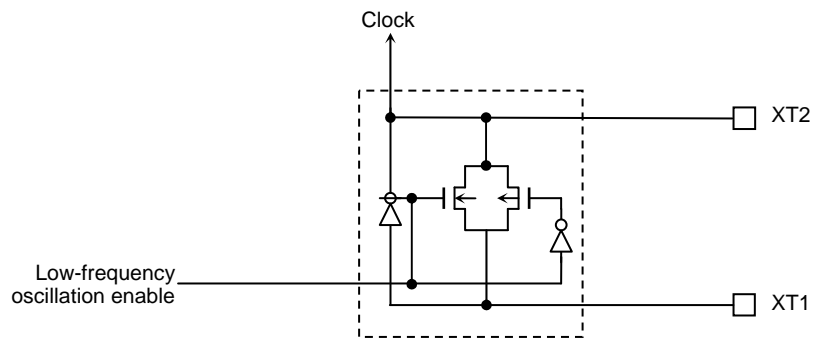 Clock
XT2
Low-frequency
oscillation enable
XT1